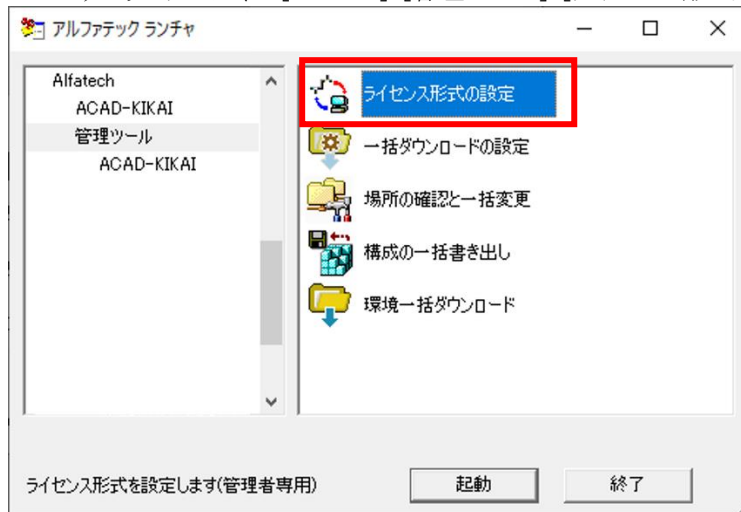 アルファテック ランチャ
Alfatech
ACAD-KIKAI
管理ツール
ACAD-KIKAI
ライセンス形式の設定
一括ダウンロードの設定
場所の確認と一括変更
構成の一括書き出し
環境一括ダウンロード
ライセンス形式を設定します(管理者専用)
起動
終了